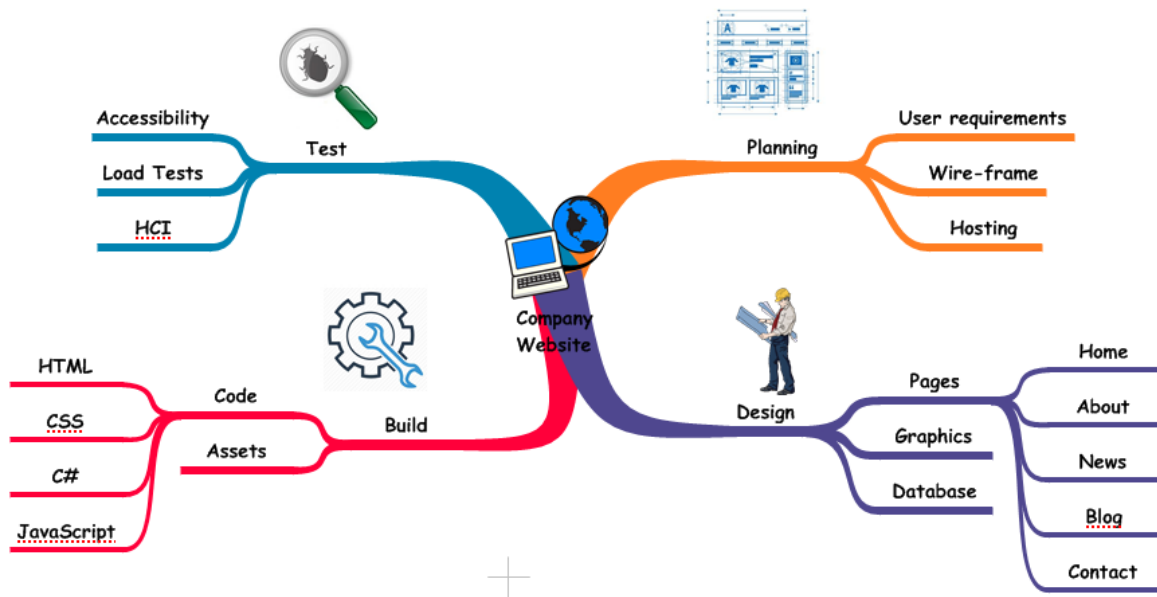 Company
Website
Planning
User requirements
Wire-frame
Hosting
Design
Pages
Home
About
News
Blog
Contact
Graphics
Database
Build
Code
HTML
CSS
C#
JavaScript
Assets
Test
Accessibility
Load Tests
HCI
A